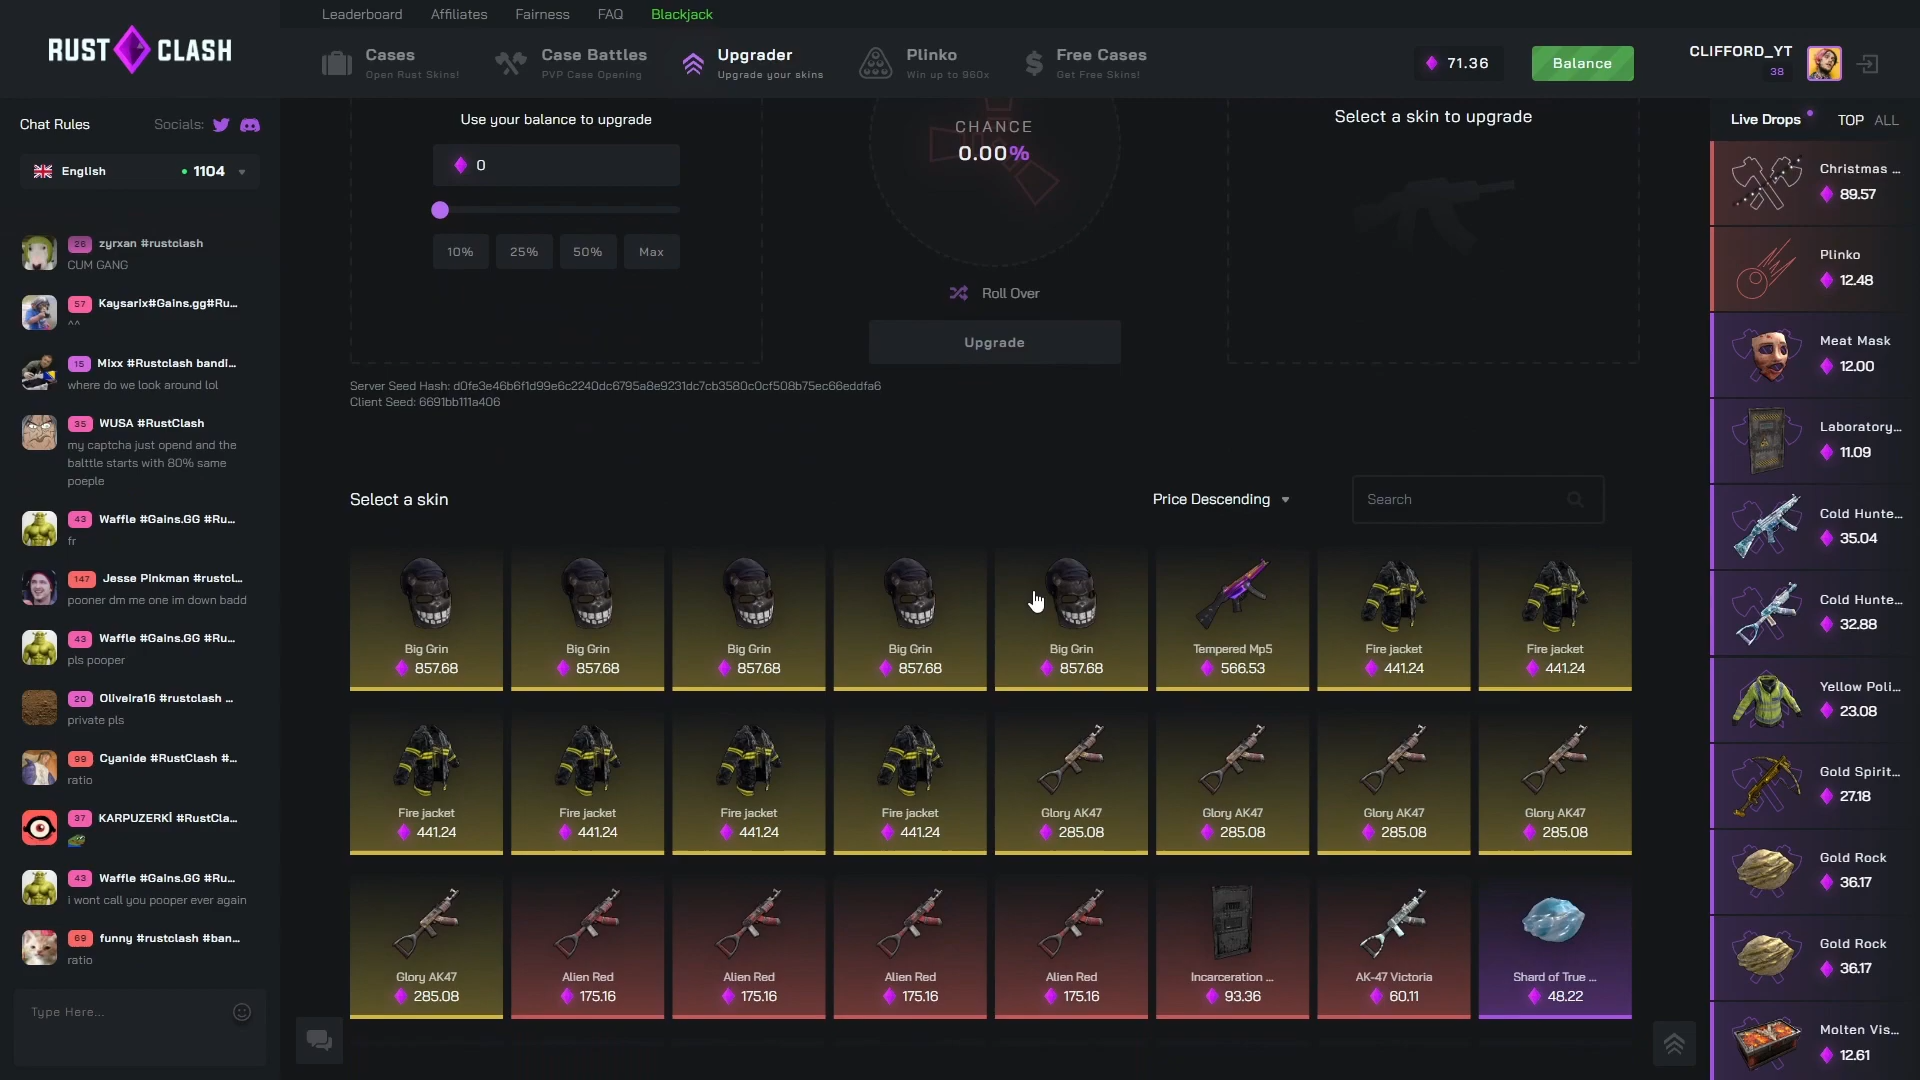 RUST CLASH
Leaderboard
Affiliates
Fairness
FAQ
Blackjack
Cases
Open Rust Skins!
Case Battles
PVP Case Opening
Upgrader
Upgrade your skins
Plinko
Win up to 960x
Free Cases
Get Free Skins!
71.36
Balance
CLIFFORD_YT
38
Chat Rules
Socials:
English
1104
26 zyrxan #rustclash
CUM GANG
57 Kaysarix#Gains.gg#Ru...
^^
15 Mixx #Rustclash bandi...
where do we look around lol
35 WUSA #RustClash
my captcha just opend and the
balttle starts with 80% same
poeple
43 Waffle #Gains.GG #Ru...
fr
147 Jesse Pinkman #rustcl...
pooner dm me one im down badd
43 Waffle #Gains.GG #Ru...
pls pooper
20 Oliveira16 #rustclash ...
private pls
99 Cyanide #RustClash #...
ratio
37 KARPUZERKİ #RustCla...
43 Waffle #Gains.GG #Ru...
i wont call you pooper ever again
69 funny #rustclash #ban...
ratio
Type Here...
Use your balance to upgrade
0
10%
25%
50%
Max
CHANCE
0.00%
Roll Over
Upgrade
Select a skin to upgrade
Server Seed Hash: d0fe3e46b6f1d99e6c2240dc6795a8e9231dc7cb3580c0cf508b75ec66eddfa6
Client Seed: 6691bb111a406
Select a skin
Price Descending
Search
Big Grin
857.68
Big Grin
857.68
Big Grin
857.68
Big Grin
857.68
Big Grin
857.68
Tempered Mp5
566.53
Fire jacket
441.24
Fire jacket
441.24
Fire jacket
441.24
Fire jacket
441.24
Fire jacket
441.24
Fire jacket
441.24
Glory AK47
285.08
Glory AK47
285.08
Glory AK47
285.08
Glory AK47
285.08
Glory AK47
285.08
Alien Red
175.16
Alien Red
175.16
Alien Red
175.16
Alien Red
175.16
Incarceration ...
93.36
AK-47 Victoria
60.11
Shard of True ...
48.22
Live Drops
TOP
ALL
Christmas ...
89.57
Plinko
12.48
Meat Mask
12.00
Laboratory...
11.09
Cold Hunte...
35.04
Cold Hunte...
32.88
Yellow Poli...
23.08
Gold Spirit...
27.18
Gold Rock
36.17
Gold Rock
36.17
Molten Vis...
12.61